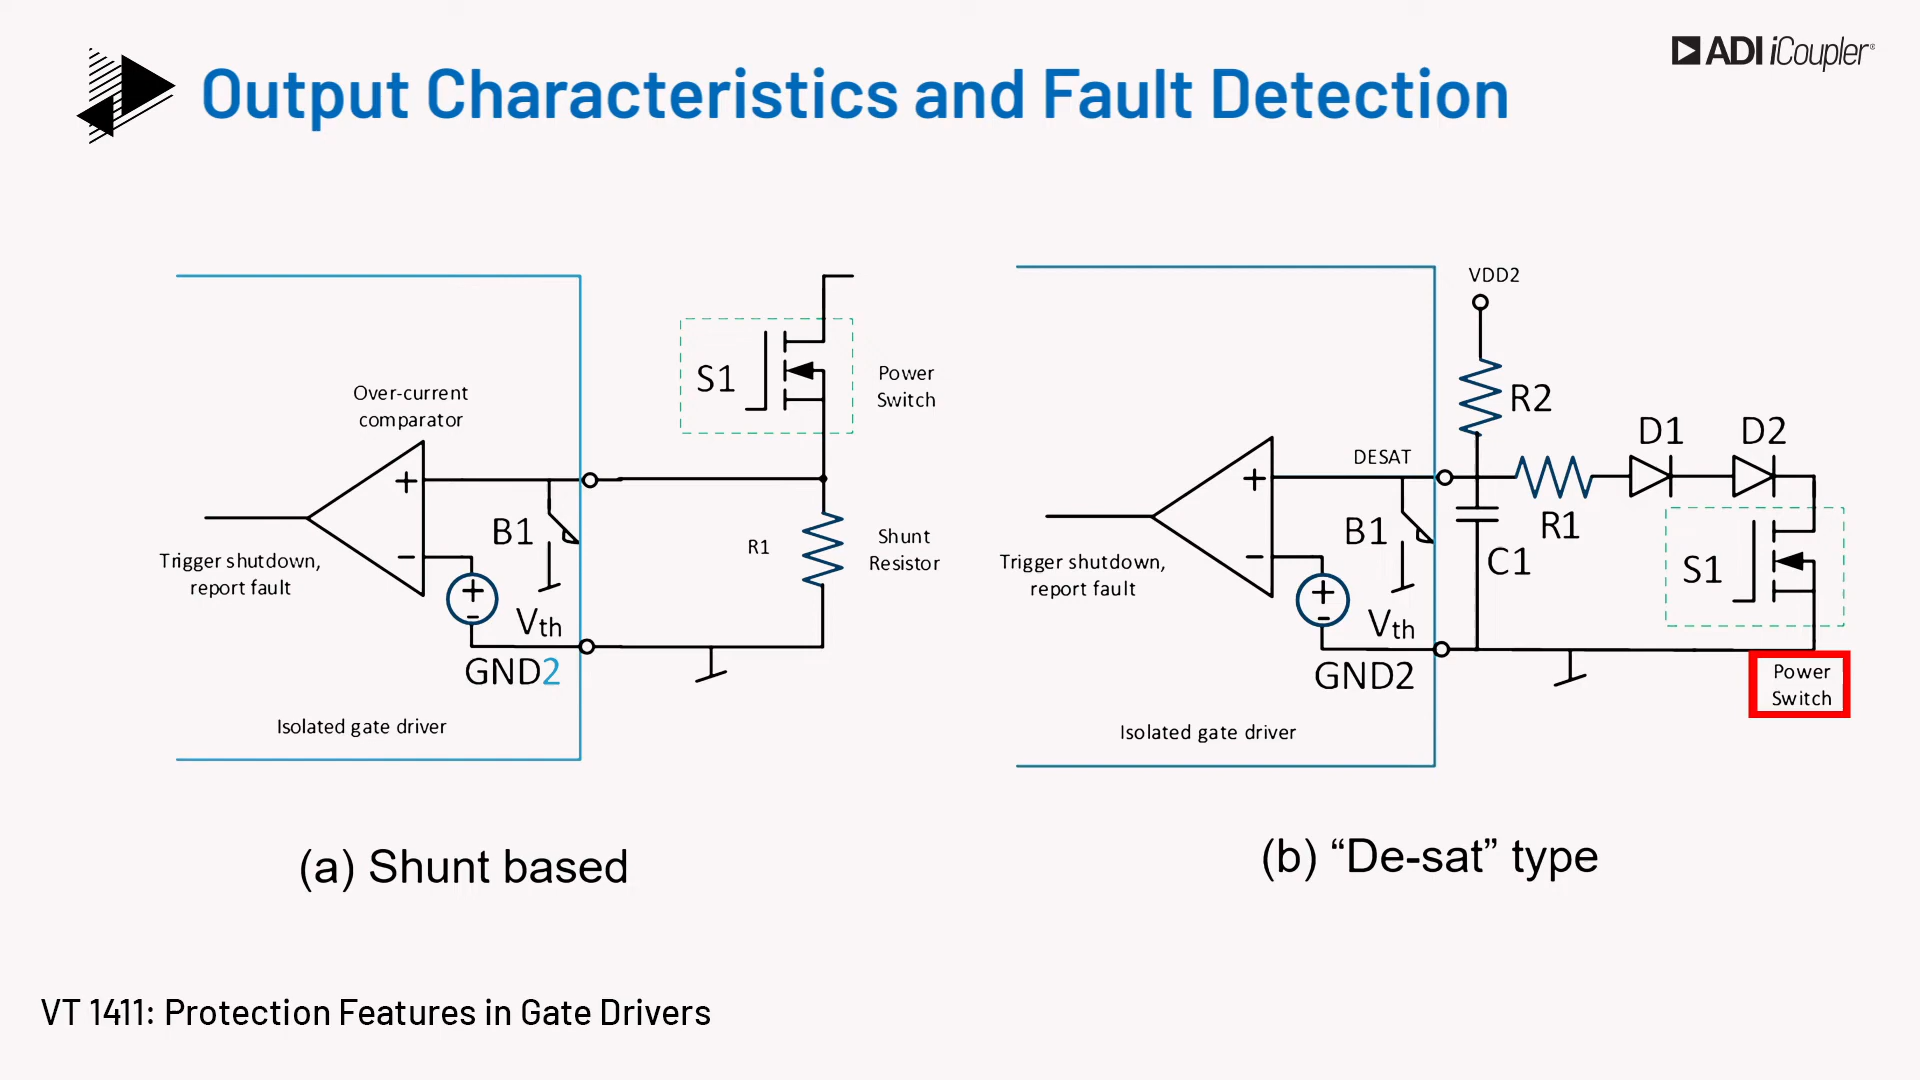 ADI iCoupler®
Output Characteristics and Fault Detection
Over-current
comparator
+
−
Trigger shutdown,
report fault
B1
+
-
Vth
GND2
Isolated gate driver
S1
Power
Switch
R1
Shunt
Resistor
(a) Shunt based
VDD2
R2
DESAT
D1
D2
+
−
Trigger shutdown,
report fault
B1
C1
R1
S1
+
-
Vth
GND2
Power
Switch
Isolated gate driver
(b) “De-sat” type
VT 1411: Protection Features in Gate Drivers